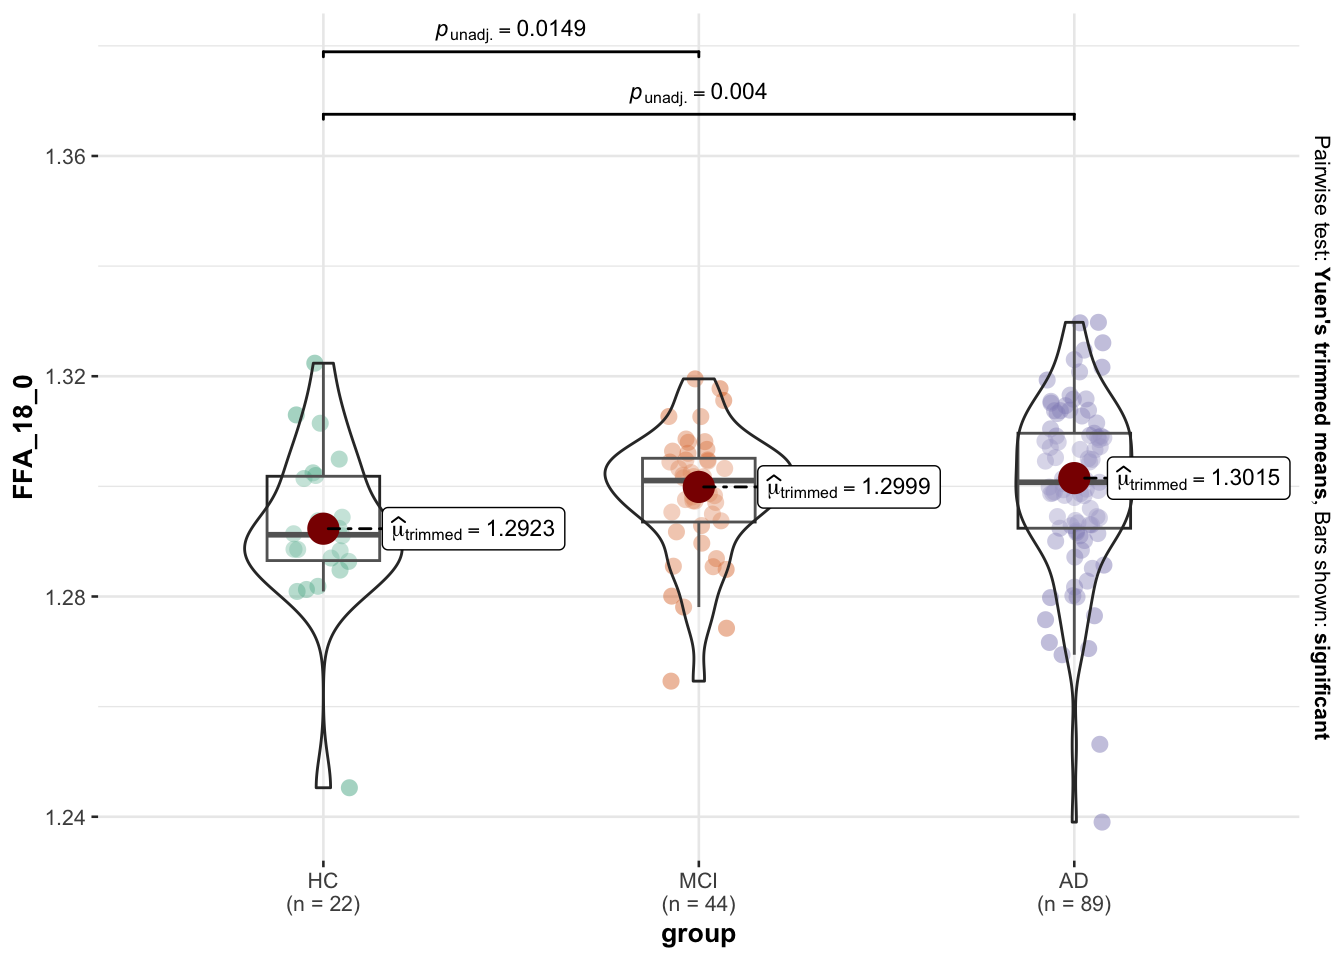 p unadj. = 0.0149
p unadj. = 0.004
1.36
1.32
1.28
1.24
FFA_18_0
μ̂trimmed = 1.2923
μ̂trimmed = 1.2999
μ̂trimmed = 1.3015
Pairwise test: Yuen's trimmed means, Bars shown: significant
HC
(n = 22)
MCI
(n = 44)
AD
(n = 89)
group